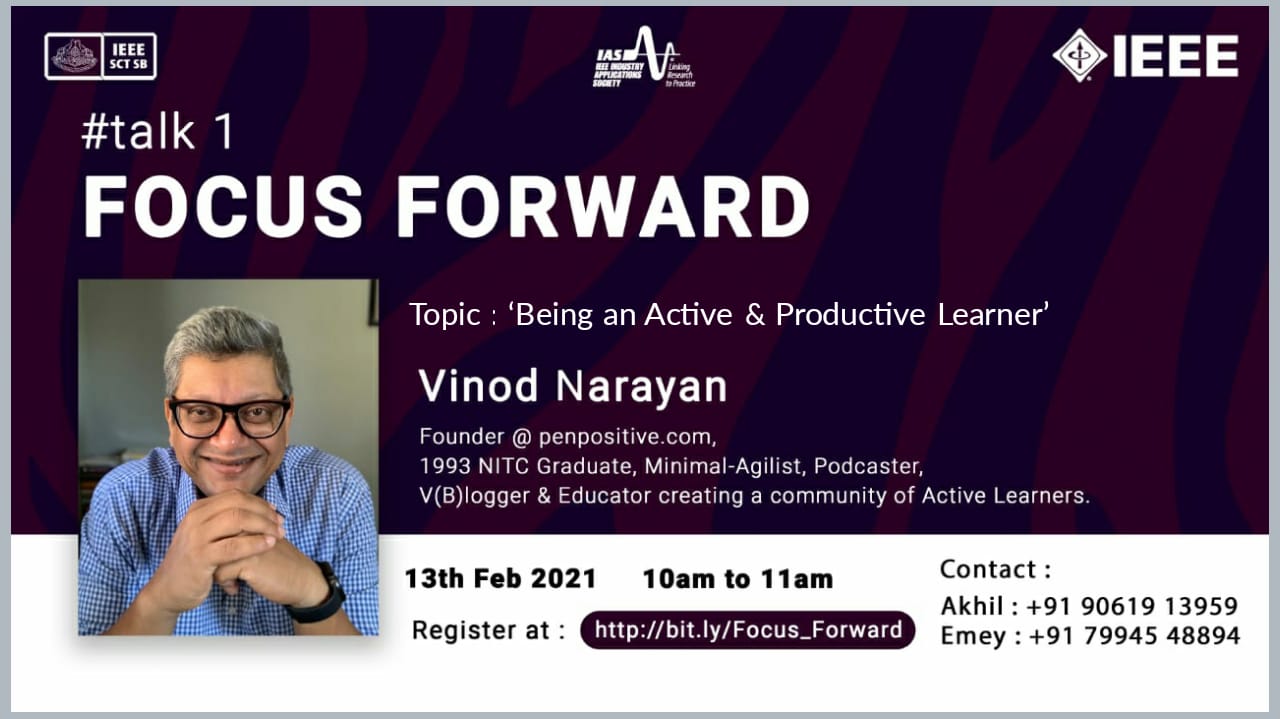 IEEE
SCT SB
IAS
IEEE INDUSTRY
APPLICATIONS
SOCIETY
Linking
Research
to Practice
IEEE
#talk 1
FOCUS FORWARD
Topic : ‘Being an Active & Productive Learner’
Vinod Narayan
Founder @ penpositive.com,
1993 NITC Graduate, Minimal-Agilist, Podcaster,
V(B)logger & Educator creating a community of Active Learners.
13th Feb 2021 10am to 11am
Register at : http://bit.ly/Focus_Forward
Contact :
Akhil : +91 90619 13959
Emey : +91 79945 48894